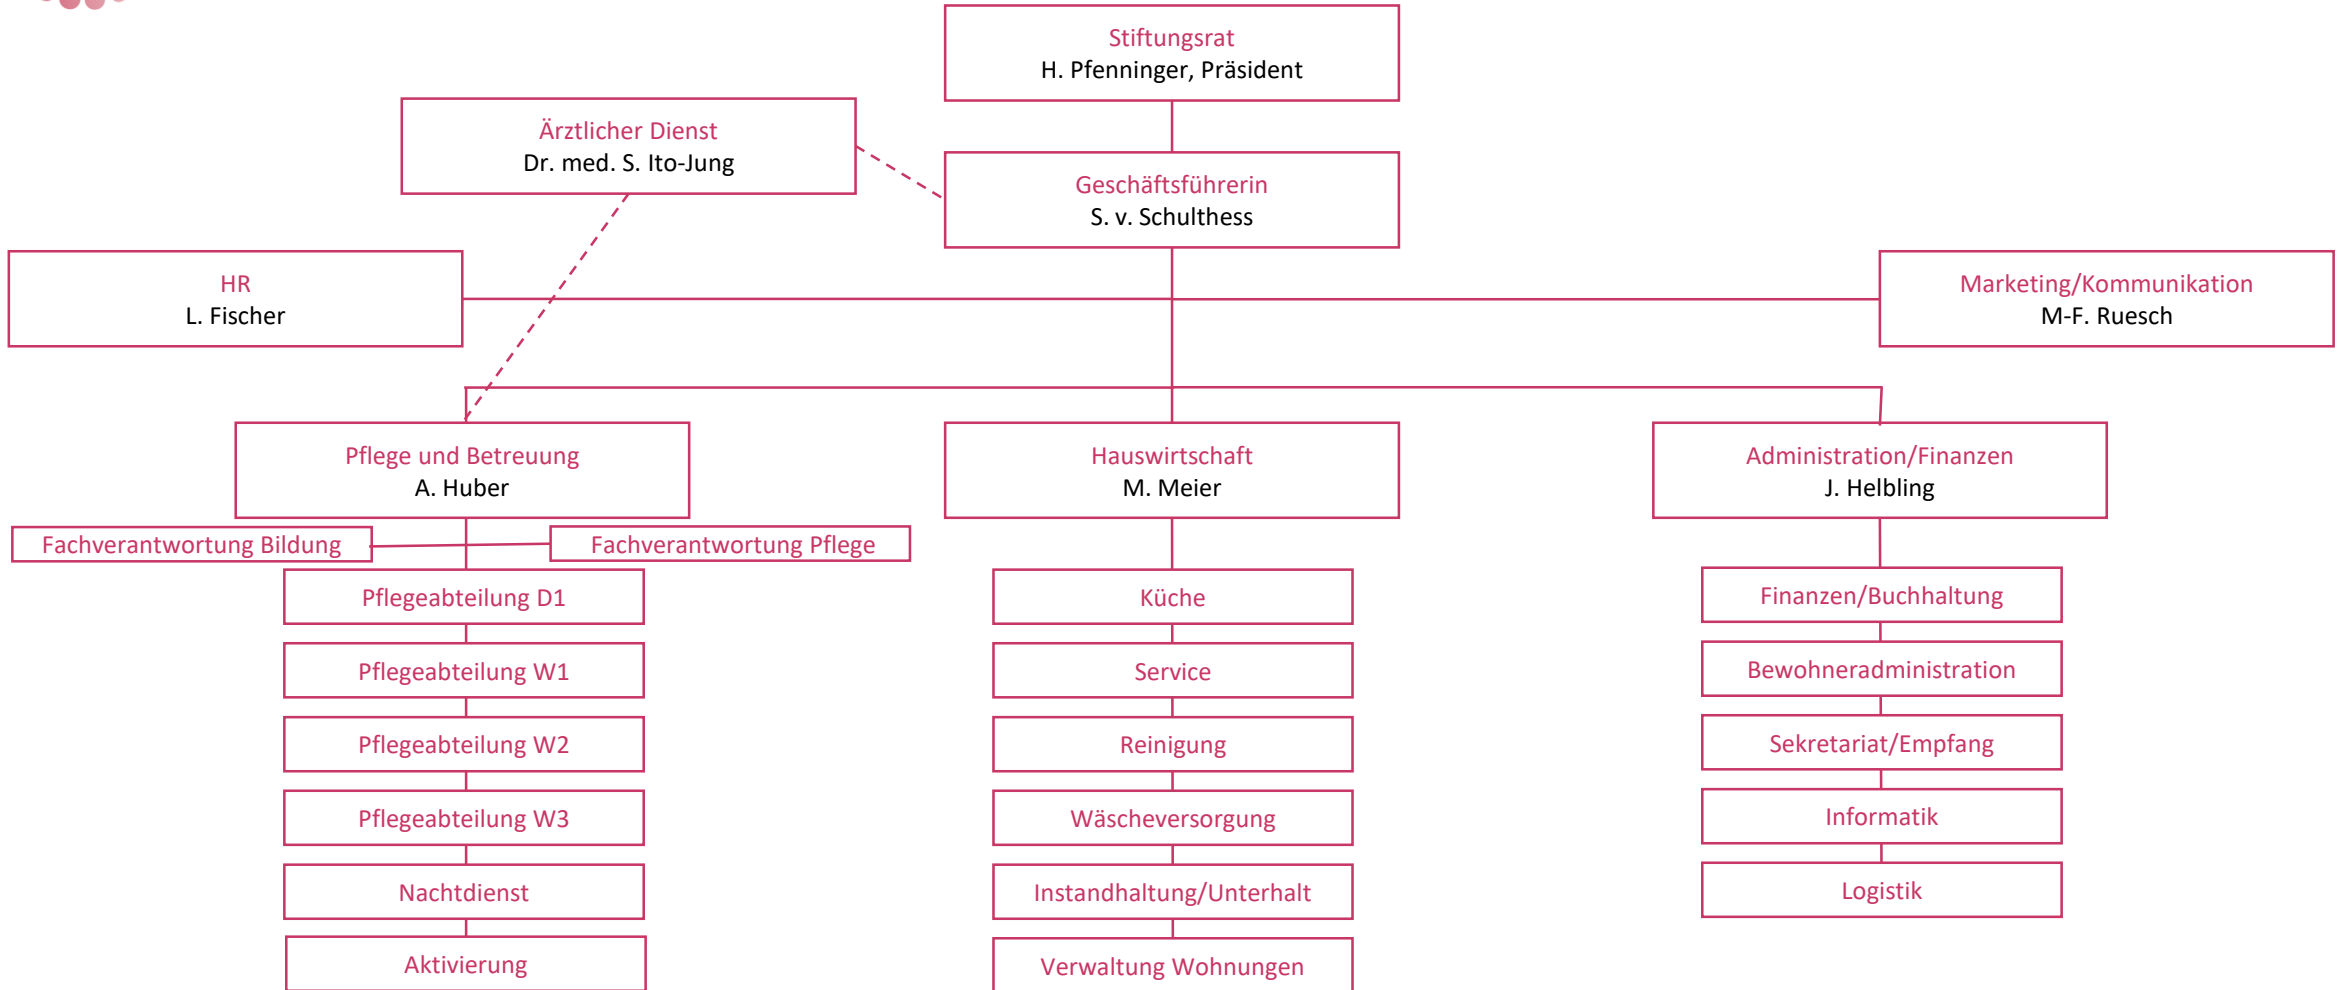 Stiftungsrat
H. Pfenninger, Präsident
Ärztlicher Dienst
Dr. med. S. Ito-Jung
Geschäftsführerin
S. v. Schulthess
HR
L. Fischer
Marketing/Kommunikation
M-F. Ruesch
Pflege und Betreuung
A. Huber
Hauswirtschaft
M. Meier
Administration/Finanzen
J. Helbling
Fachverantwortung Bildung
Fachverantwortung Pflege
Pflegeabteilung D1
Pflegeabteilung W1
Pflegeabteilung W2
Pflegeabteilung W3
Nachtdienst
Aktivierung
Küche
Service
Reinigung
Wäscheversorgung
Instandhaltung/Unterhalt
Verwaltung Wohnungen
Finanzen/Buchhaltung
Bewohneradministration
Sekretariat/Empfang
Informatik
Logistik